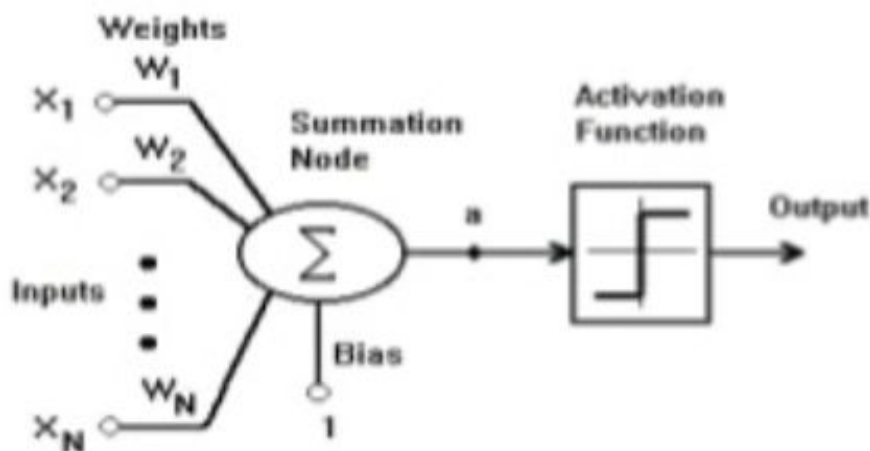 Weights
W1
X1
W2
X2
Inputs
WN
XN
Summation
Node
Σ
Bias
1
a
Activation
Function
Output